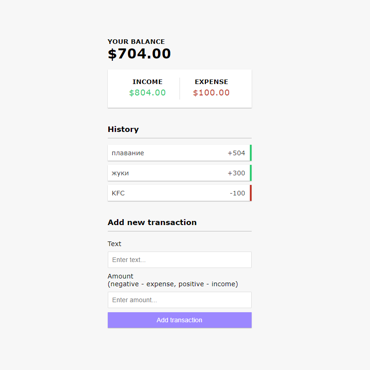 YOUR BALANCE
$704.00
INCOME EXPENSE
$804.00 $100.00
History
плавание +504
жуки +300
KFC -100
Add new transaction
Text
Enter text...
Amount
(negative - expense, positive - income)
Enter amount...
Add transaction